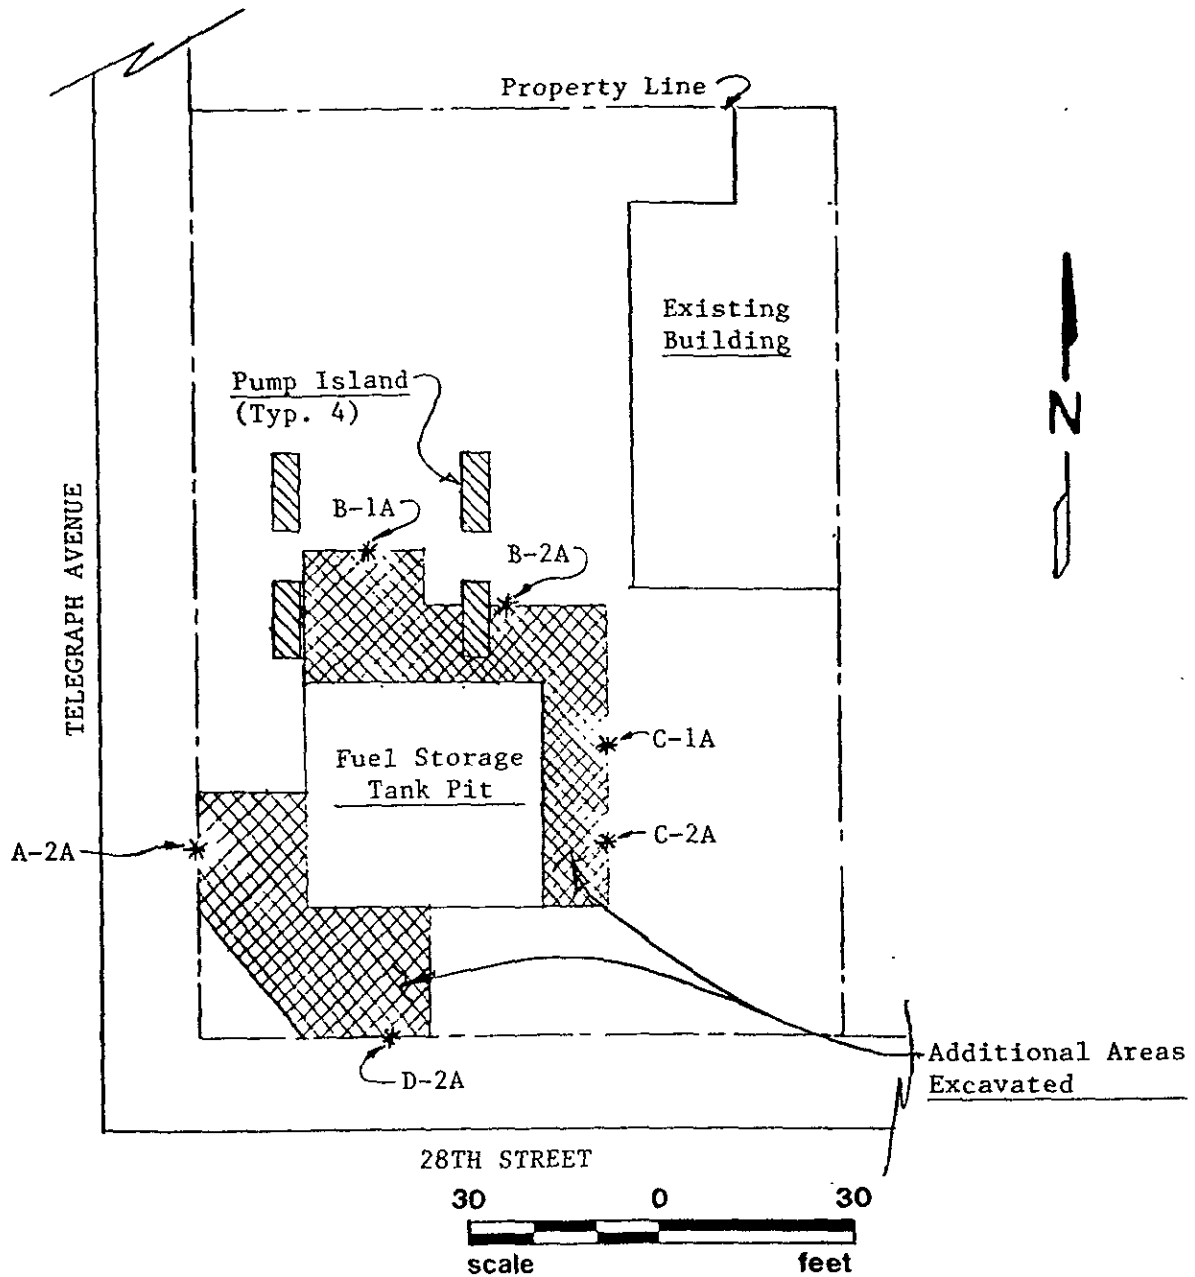 Property Line
Existing
Building
Pump Island
(Typ. 4)
N
B-1A
B-2A
TELEGRAPH AVENUE
C-1A
Fuel Storage
Tank Pit
C-2A
A-2A
Additional Areas
Excavated
D-2A
28TH STREET
30 0 30
scale feet